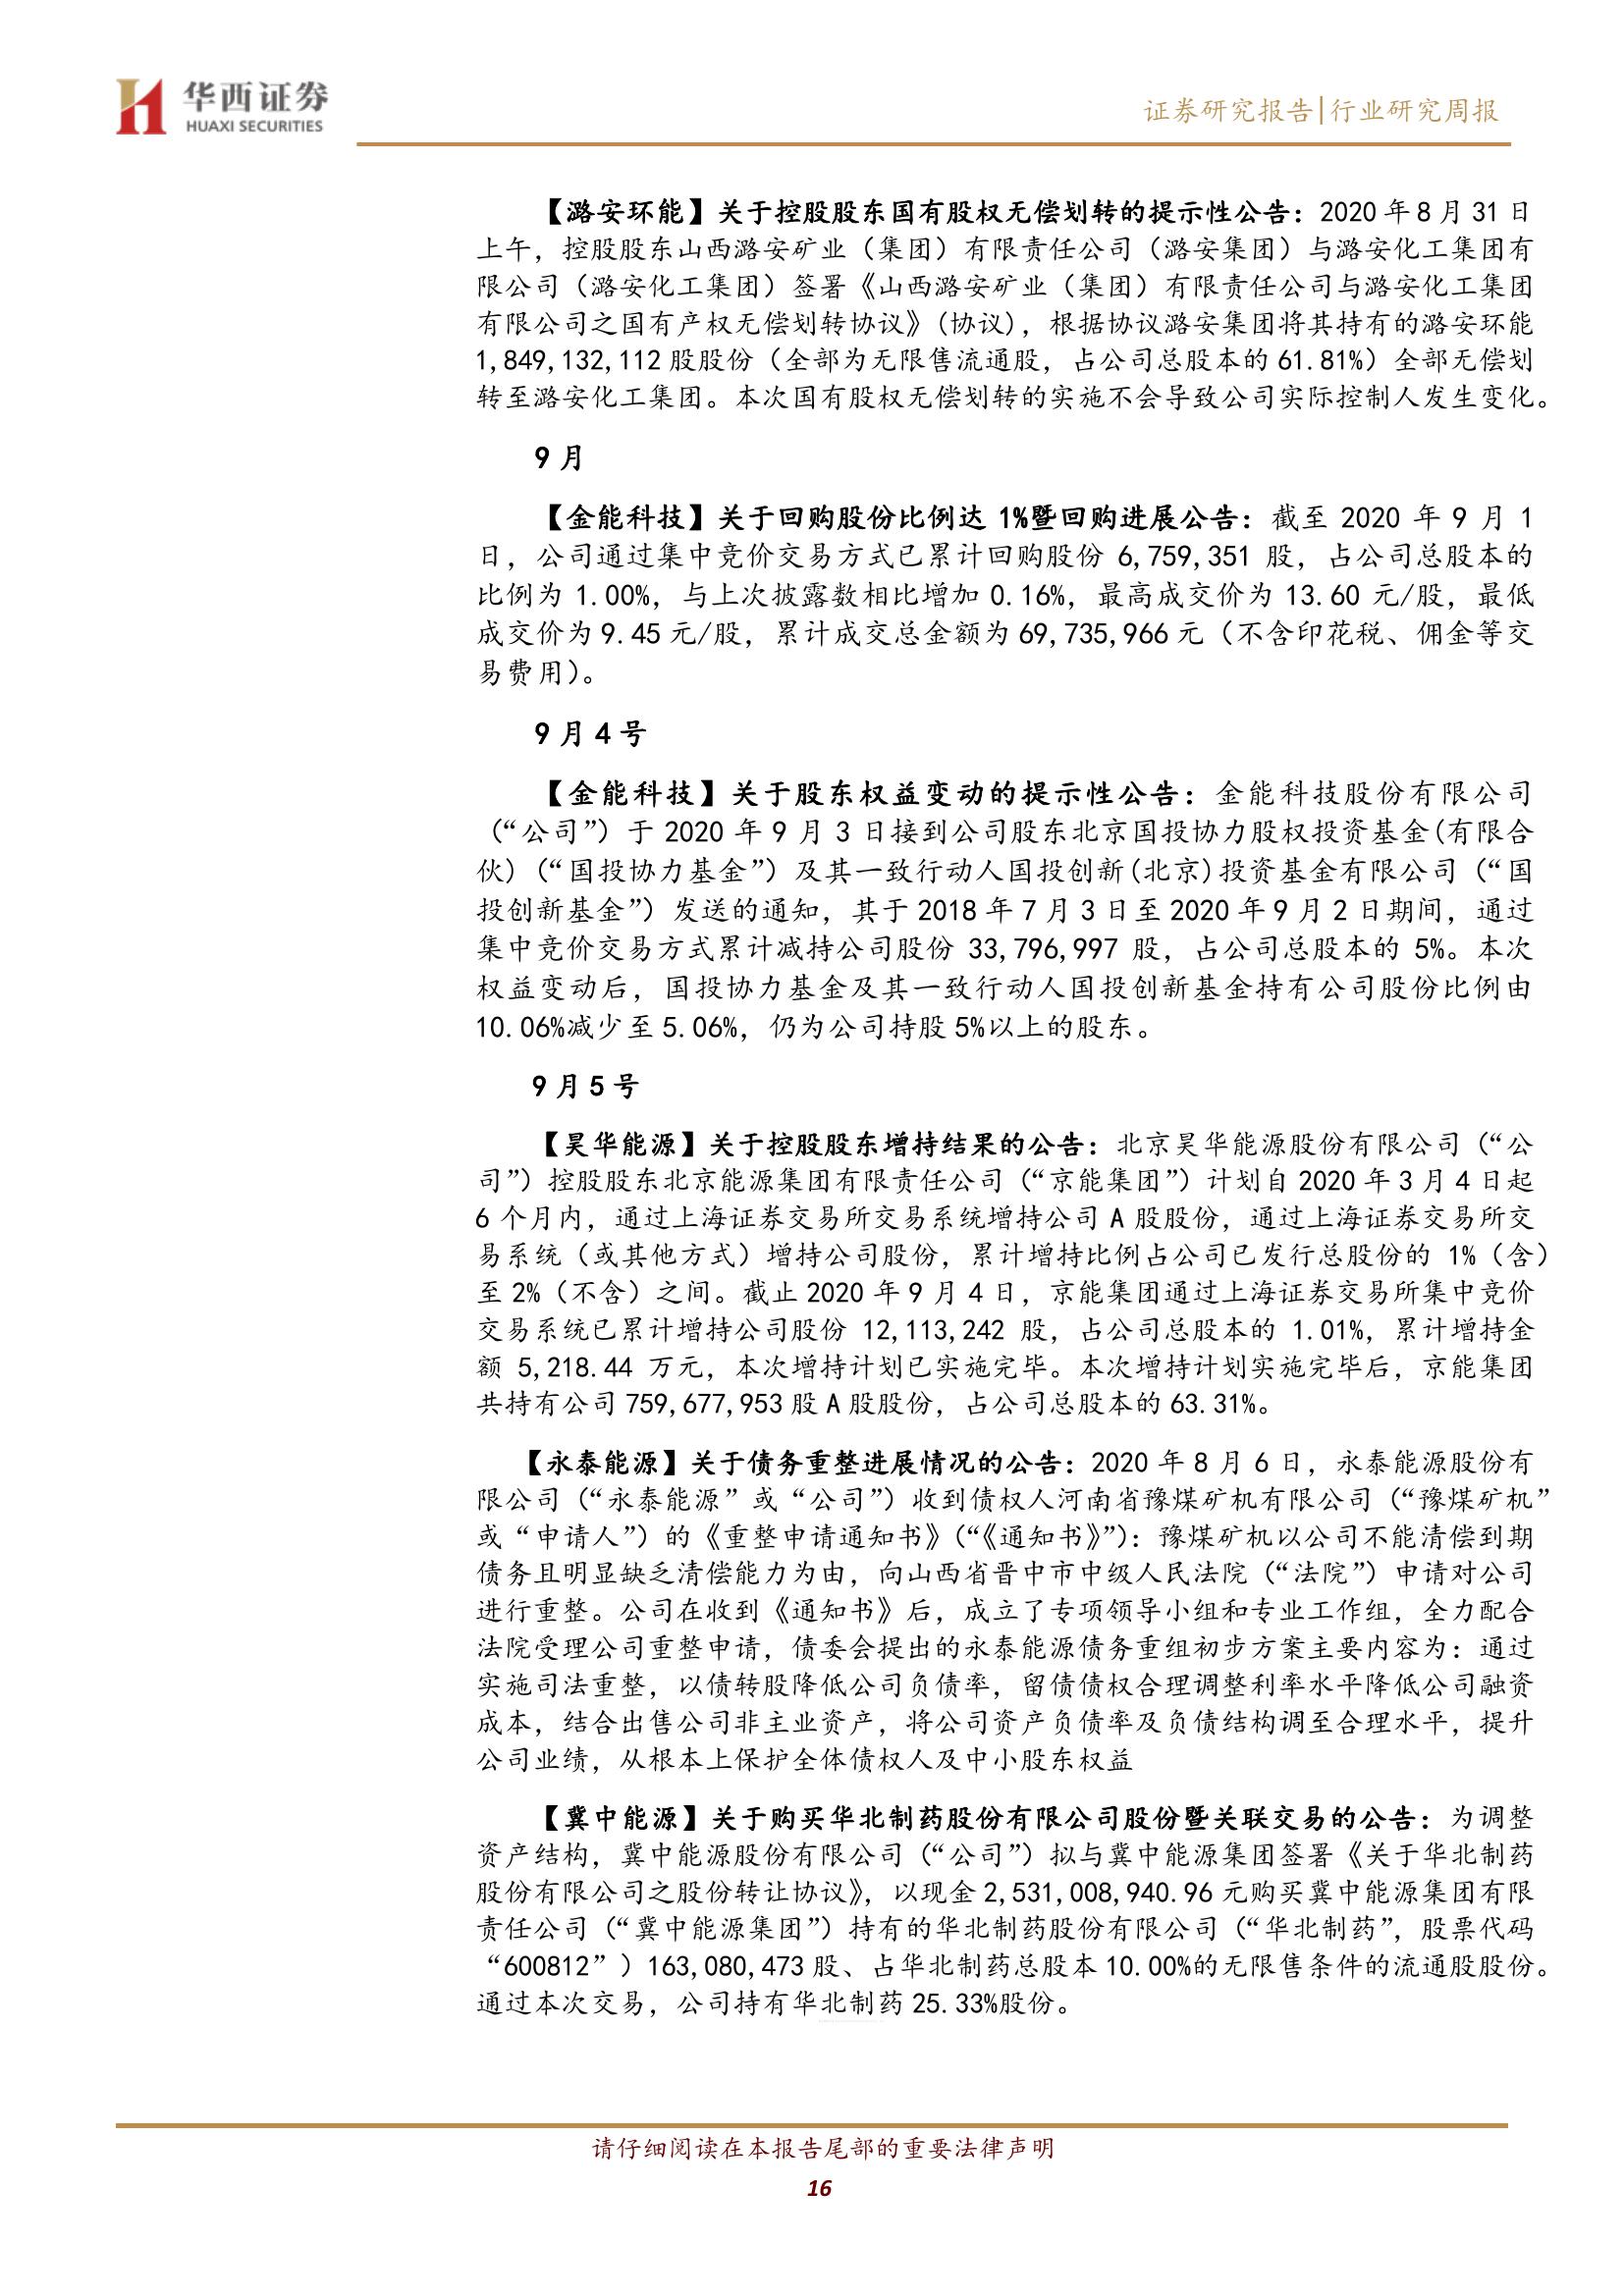 华西证券
HUAXI SECURITIES
证券研究报告|行业研究周报
【潞安环能】关于控股股东国有股权无偿划转的提示性公告：2020年8月31日
上午，控股股东山西潞安矿业（集团）有限责任公司（潞安集团）与潞安化工集团有
限公司（潞安化工集团）签署《山西潞安矿业（集团）有限责任公司与潞安化工集团
有限公司之国有产权无偿划转协议》(协议)，根据协议潞安集团将其持有的潞安环能
1,849,132,112股股份（全部为无限售流通股，占公司总股本的61.81%）全部无偿划
转至潞安化工集团。本次国有股权无偿划转的实施不会导致公司实际控制人发生变化。
9月
【金能科技】关于回购股份比例达 1%暨回购进展公告：截至 2020 年 9 月 1
日，公司通过集中竞价交易方式已累计回购股份 6,759,351 股，占公司总股本的
比例为 1.00%，与上次披露数相比增加 0.16%，最高成交价为 13.60 元/股，最低
成交价为 9.45 元/股，累计成交总金额为 69,735,966 元（不含印花税、佣金等交
易费用)。
9月4号
【金能科技】关于股东权益变动的提示性公告：金能科技股份有限公司
（“公司”）于 2020 年 9 月 3 日接到公司股东北京国投协力股权投资基金(有限合
伙)（“国投协力基金”）及其一致行动人国投创新(北京)投资基金有限公司（“国
投创新基金”）发送的通知，其于 2018 年 7 月 3 日至 2020 年 9 月 2 日期间，通过
集中竞价交易方式累计减持公司股份 33,796,997 股，占公司总股本的 5%。本次
权益变动后，国投协力基金及其一致行动人国投创新基金持有公司股份比例由
10.06%减少至 5.06%，仍为公司持股 5%以上的股东。
9月5号
【昊华能源】关于控股股东增持结果的公告：北京昊华能源股份有限公司（“公
司”）控股股东北京能源集团有限责任公司（“京能集团”）计划自 2020 年 3 月 4 日起
6 个月内，通过上海证券交易所交易系统增持公司 A 股股份，通过上海证券交易所交
易系统（或其他方式）增持公司股份，累计增持比例占公司已发行总股份的 1%（含）
至 2%（不含）之间。截止 2020 年 9 月 4 日，京能集团通过上海证券交易所集中竞价
交易系统已累计增持公司股份 12,113,242 股，占公司总股本的 1.01%，累计增持金
额 5,218.44 万元，本次增持计划已实施完毕。本次增持计划实施完毕后，京能集团
共持有公司 759,677,953 股 A 股股份，占公司总股本的 63.31%。
【永泰能源】关于债务重整进展情况的公告：2020 年 8 月 6 日，永泰能源股份有
限公司（“永泰能源”或“公司”）收到债权人河南省豫煤矿机有限公司（“豫煤矿机”
或“申请人”）的《重整申请通知书》（“《通知书》”）：豫煤矿机以公司不能清偿到期
债务且明显缺乏清偿能力为由，向山西省晋中市中级人民法院（“法院”）申请对公司
进行重整。公司在收到《通知书》后，成立了专项领导小组和专业工作组，全力配合
法院受理公司重整申请，债委会提出的永泰能源债务重组初步方案主要内容为：通过
实施司法重整，以债转股降低公司负债率，留债债权合理调整利率水平降低公司融资
成本，结合出售公司非主业资产，将公司资产负债率及负债结构调至合理水平，提升
公司业绩，从根本上保护全体债权人及中小股东权益
【冀中能源】关于购买华北制药股份有限公司股份暨关联交易的公告：为调整
资产结构，冀中能源股份有限公司（“公司”）拟与冀中能源集团签署《关于华北制药
股份有限公司之股份转让协议》，以现金 2,531,008,940.96 元购买冀中能源集团有限
责任公司（“冀中能源集团”）持有的华北制药股份有限公司（“华北制药”，股票代码
“600812”）163,080,473 股、占华北制药总股本 10.00%的无限售条件的流通股股份。
通过本次交易，公司持有华北制药 25.33%股份。
请仔细阅读在本报告尾部的重要法律声明
16